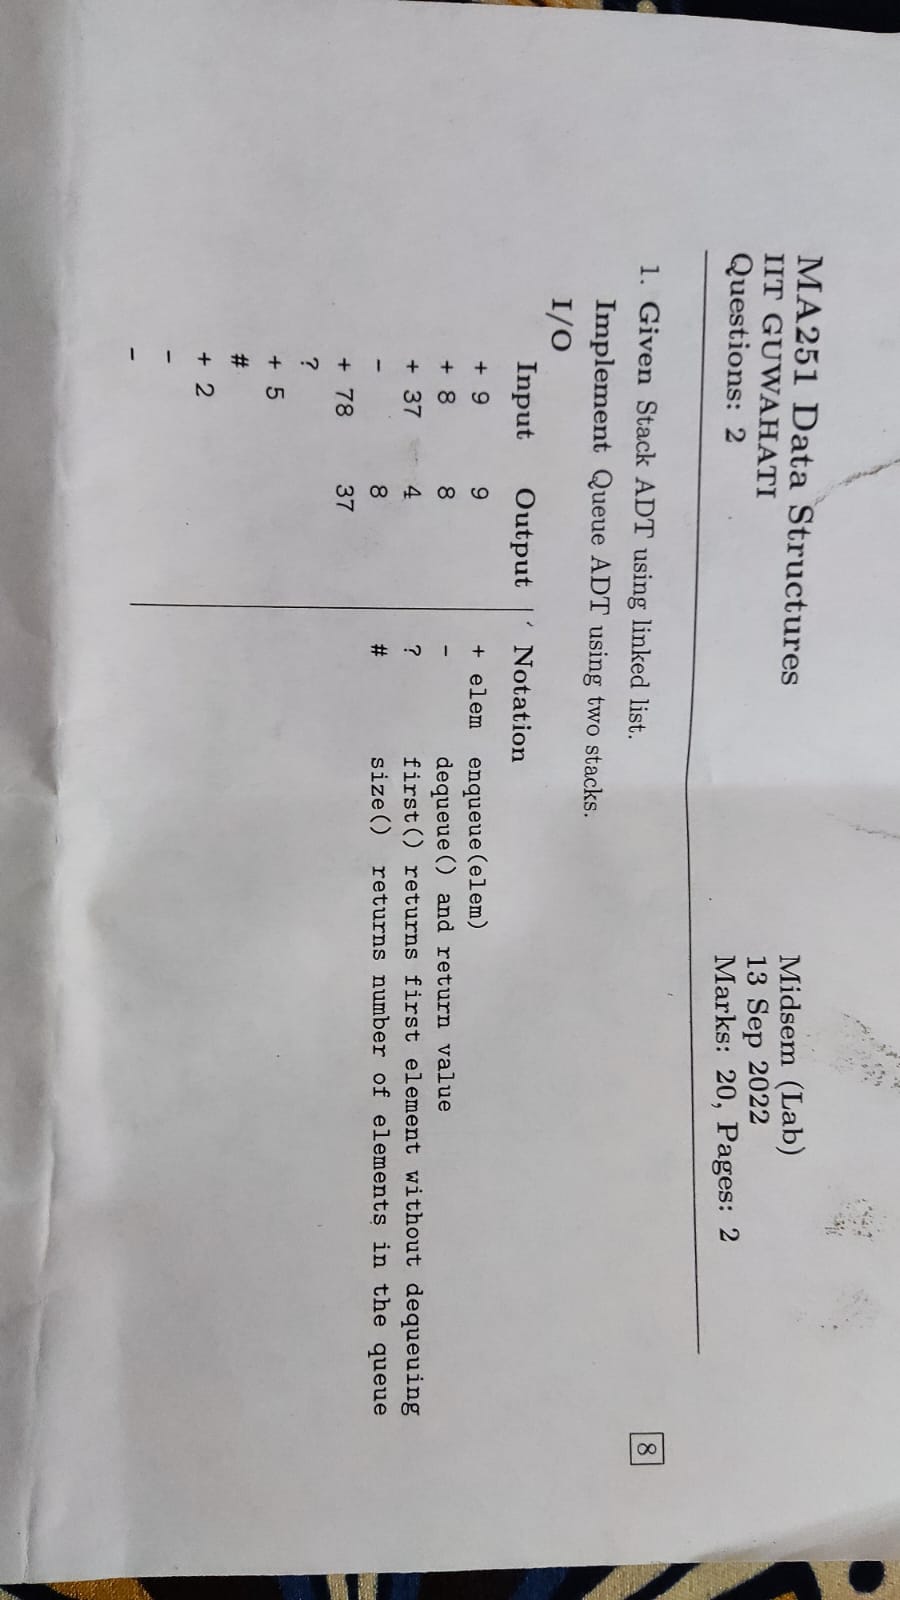 MA251 Data Structures Midsem (Lab)
IIT GUWAHATI 13 Sep 2022
Questions: 2 Marks: 20, Pages: 2
1. Given Stack ADT using linked list. 8
Implement Queue ADT using two stacks.
I/O
Input Output Notation
+ 9 9 + elem enqueue(elem)
+ 8 8 - dequeue() and return value
+ 37 4 ? first() returns first element without dequeuing
- 8 # size() returns number of elements in the queue
+ 78 37
?
+ 5
#
+ 2
-
-